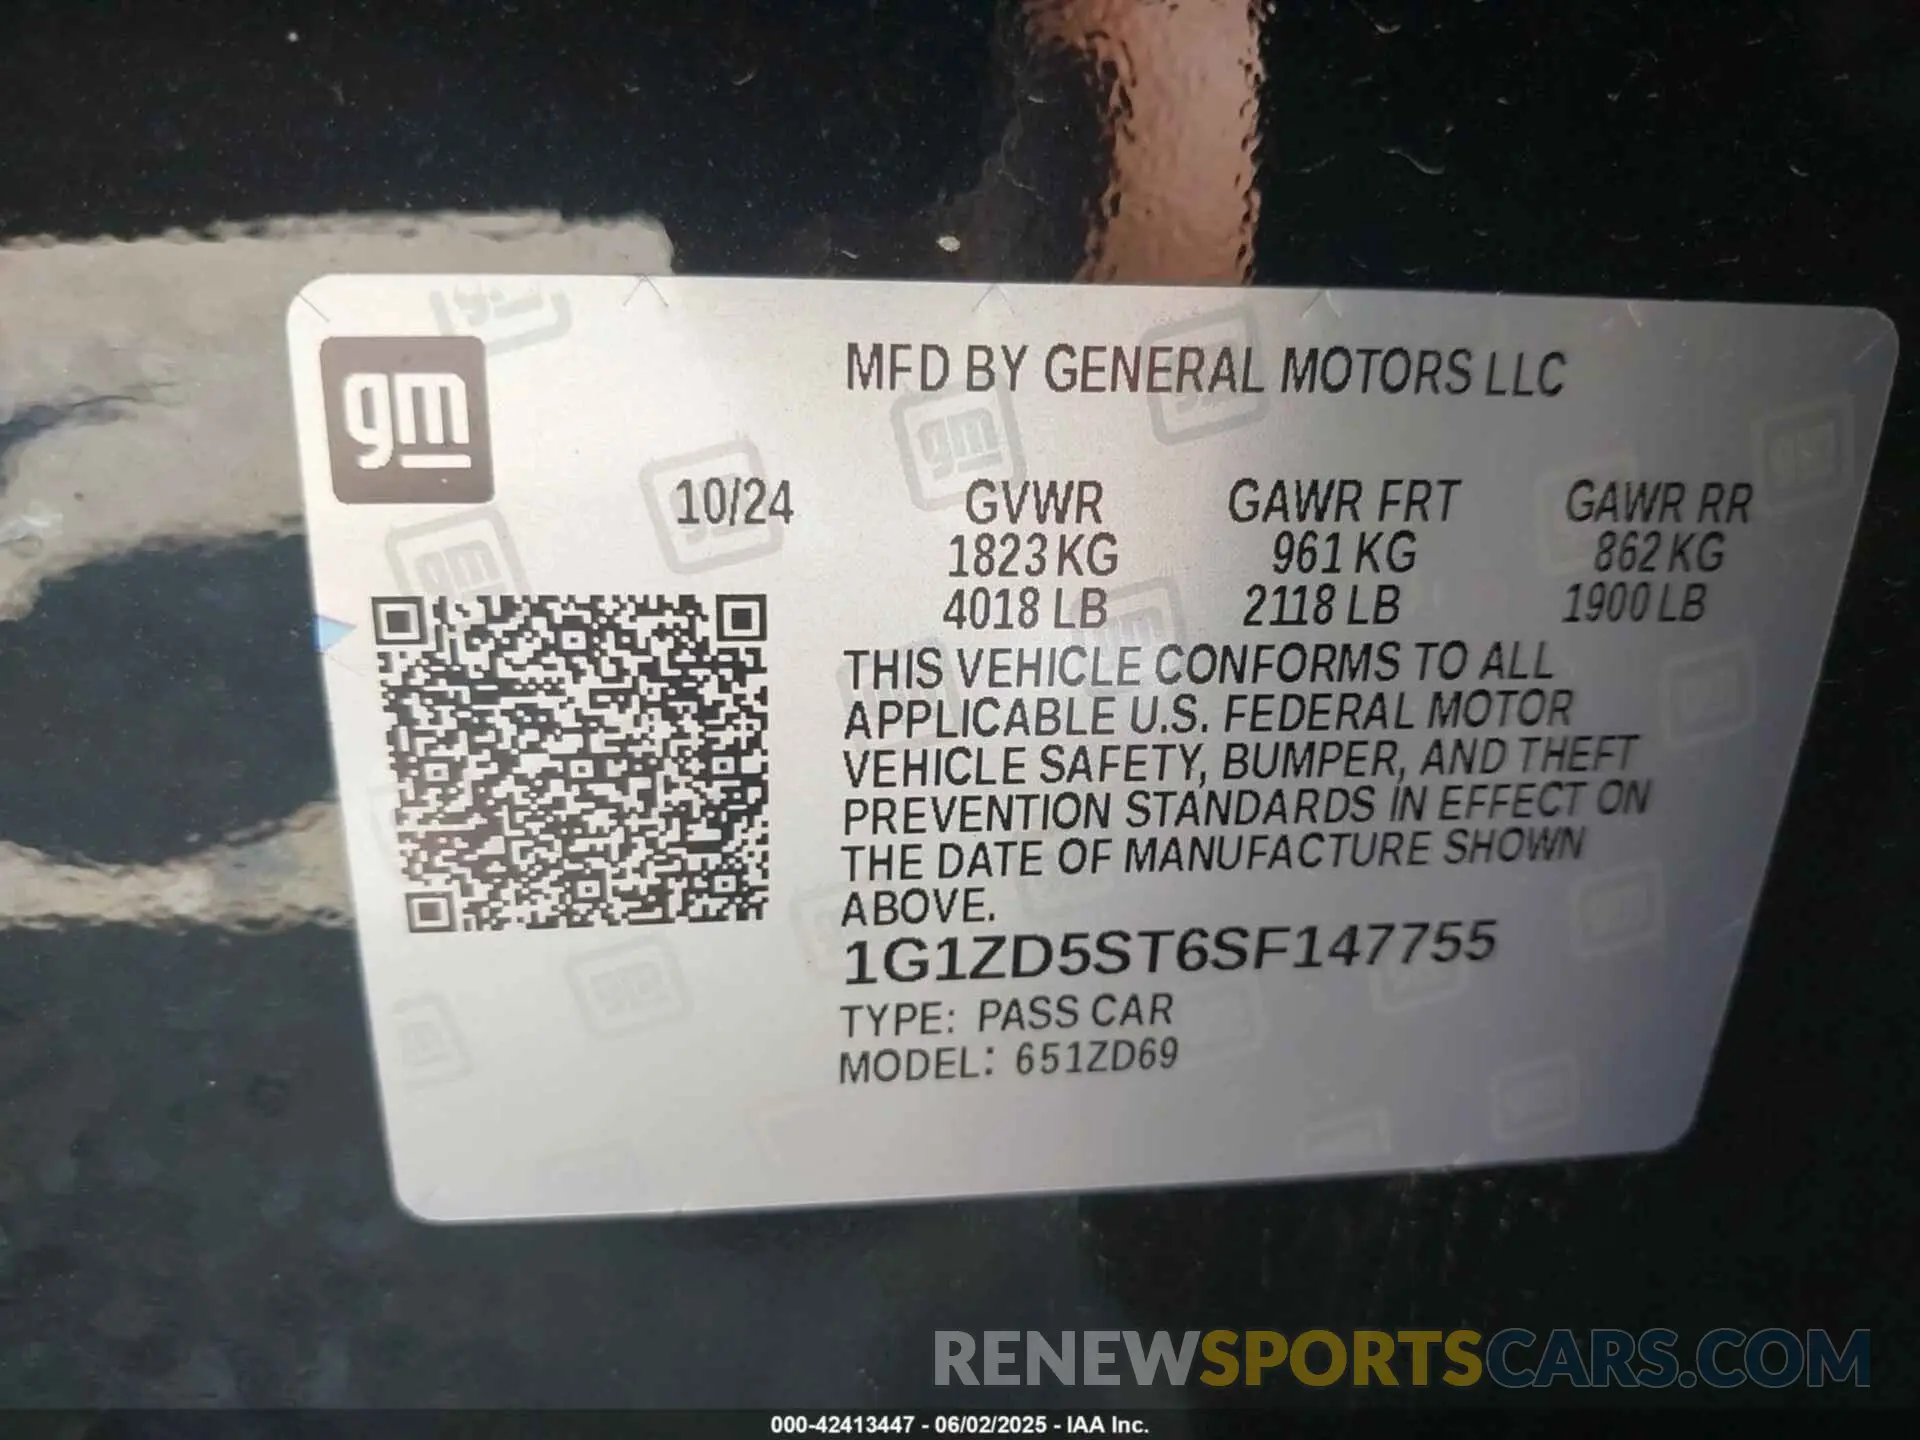 gm
MFD BY GENERAL MOTORS LLC
10/24 GVWR GAWR FRT GAWR RR
1823 KG 961 KG 862 KG
4018 LB 2118 LB 1900 LB
THIS VEHICLE CONFORMS TO ALL
APPLICABLE U.S. FEDERAL MOTOR
VEHICLE SAFETY, BUMPER, AND THEFT
PREVENTION STANDARDS IN EFFECT ON
THE DATE OF MANUFACTURE SHOWN
ABOVE.
1G1ZD5ST6SF147755
TYPE: PASS CAR
MODEL: 651ZD69
RENEWSPORTSCARS.COM
000-42413447 - 06/02/2025 - IAA Inc.